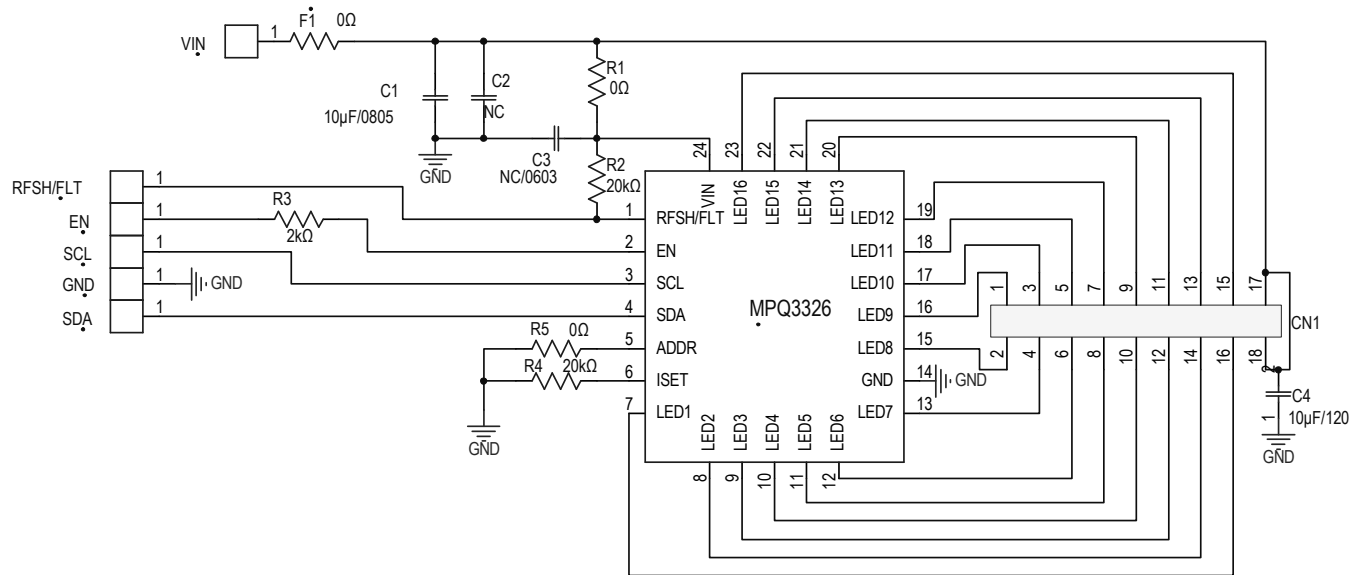 F1 0Ω
VIN 1
R1
0Ω
C1
10µF/0805
C2
NC
C3
NC/0603
GND
R2
20kΩ
24 23 22 21 20
VIN LED16 LED15 LED14 LED13
RFSH/FLT 1
EN 1
R3
2kΩ
SCL 1
GND 1 GND
SDA 1
1 RFSH/FLT
2 EN
3 SCL
4 SDA
5 ADDR
6 ISET
7 LED1
R5 0Ω
R4 20kΩ
GND
MPQ3326
LED12 19
LED11 18
LED10 17
LED9 16
LED8 15
GND 14 GND
LED7 13
LED2 LED3 LED4 LED5 LED6
8 9 10 11 12
1 3 5 7 9 11 13 15 17
CN1
2 4 6 8 10 12 14 16 18
C4
10µF/120
1
GND